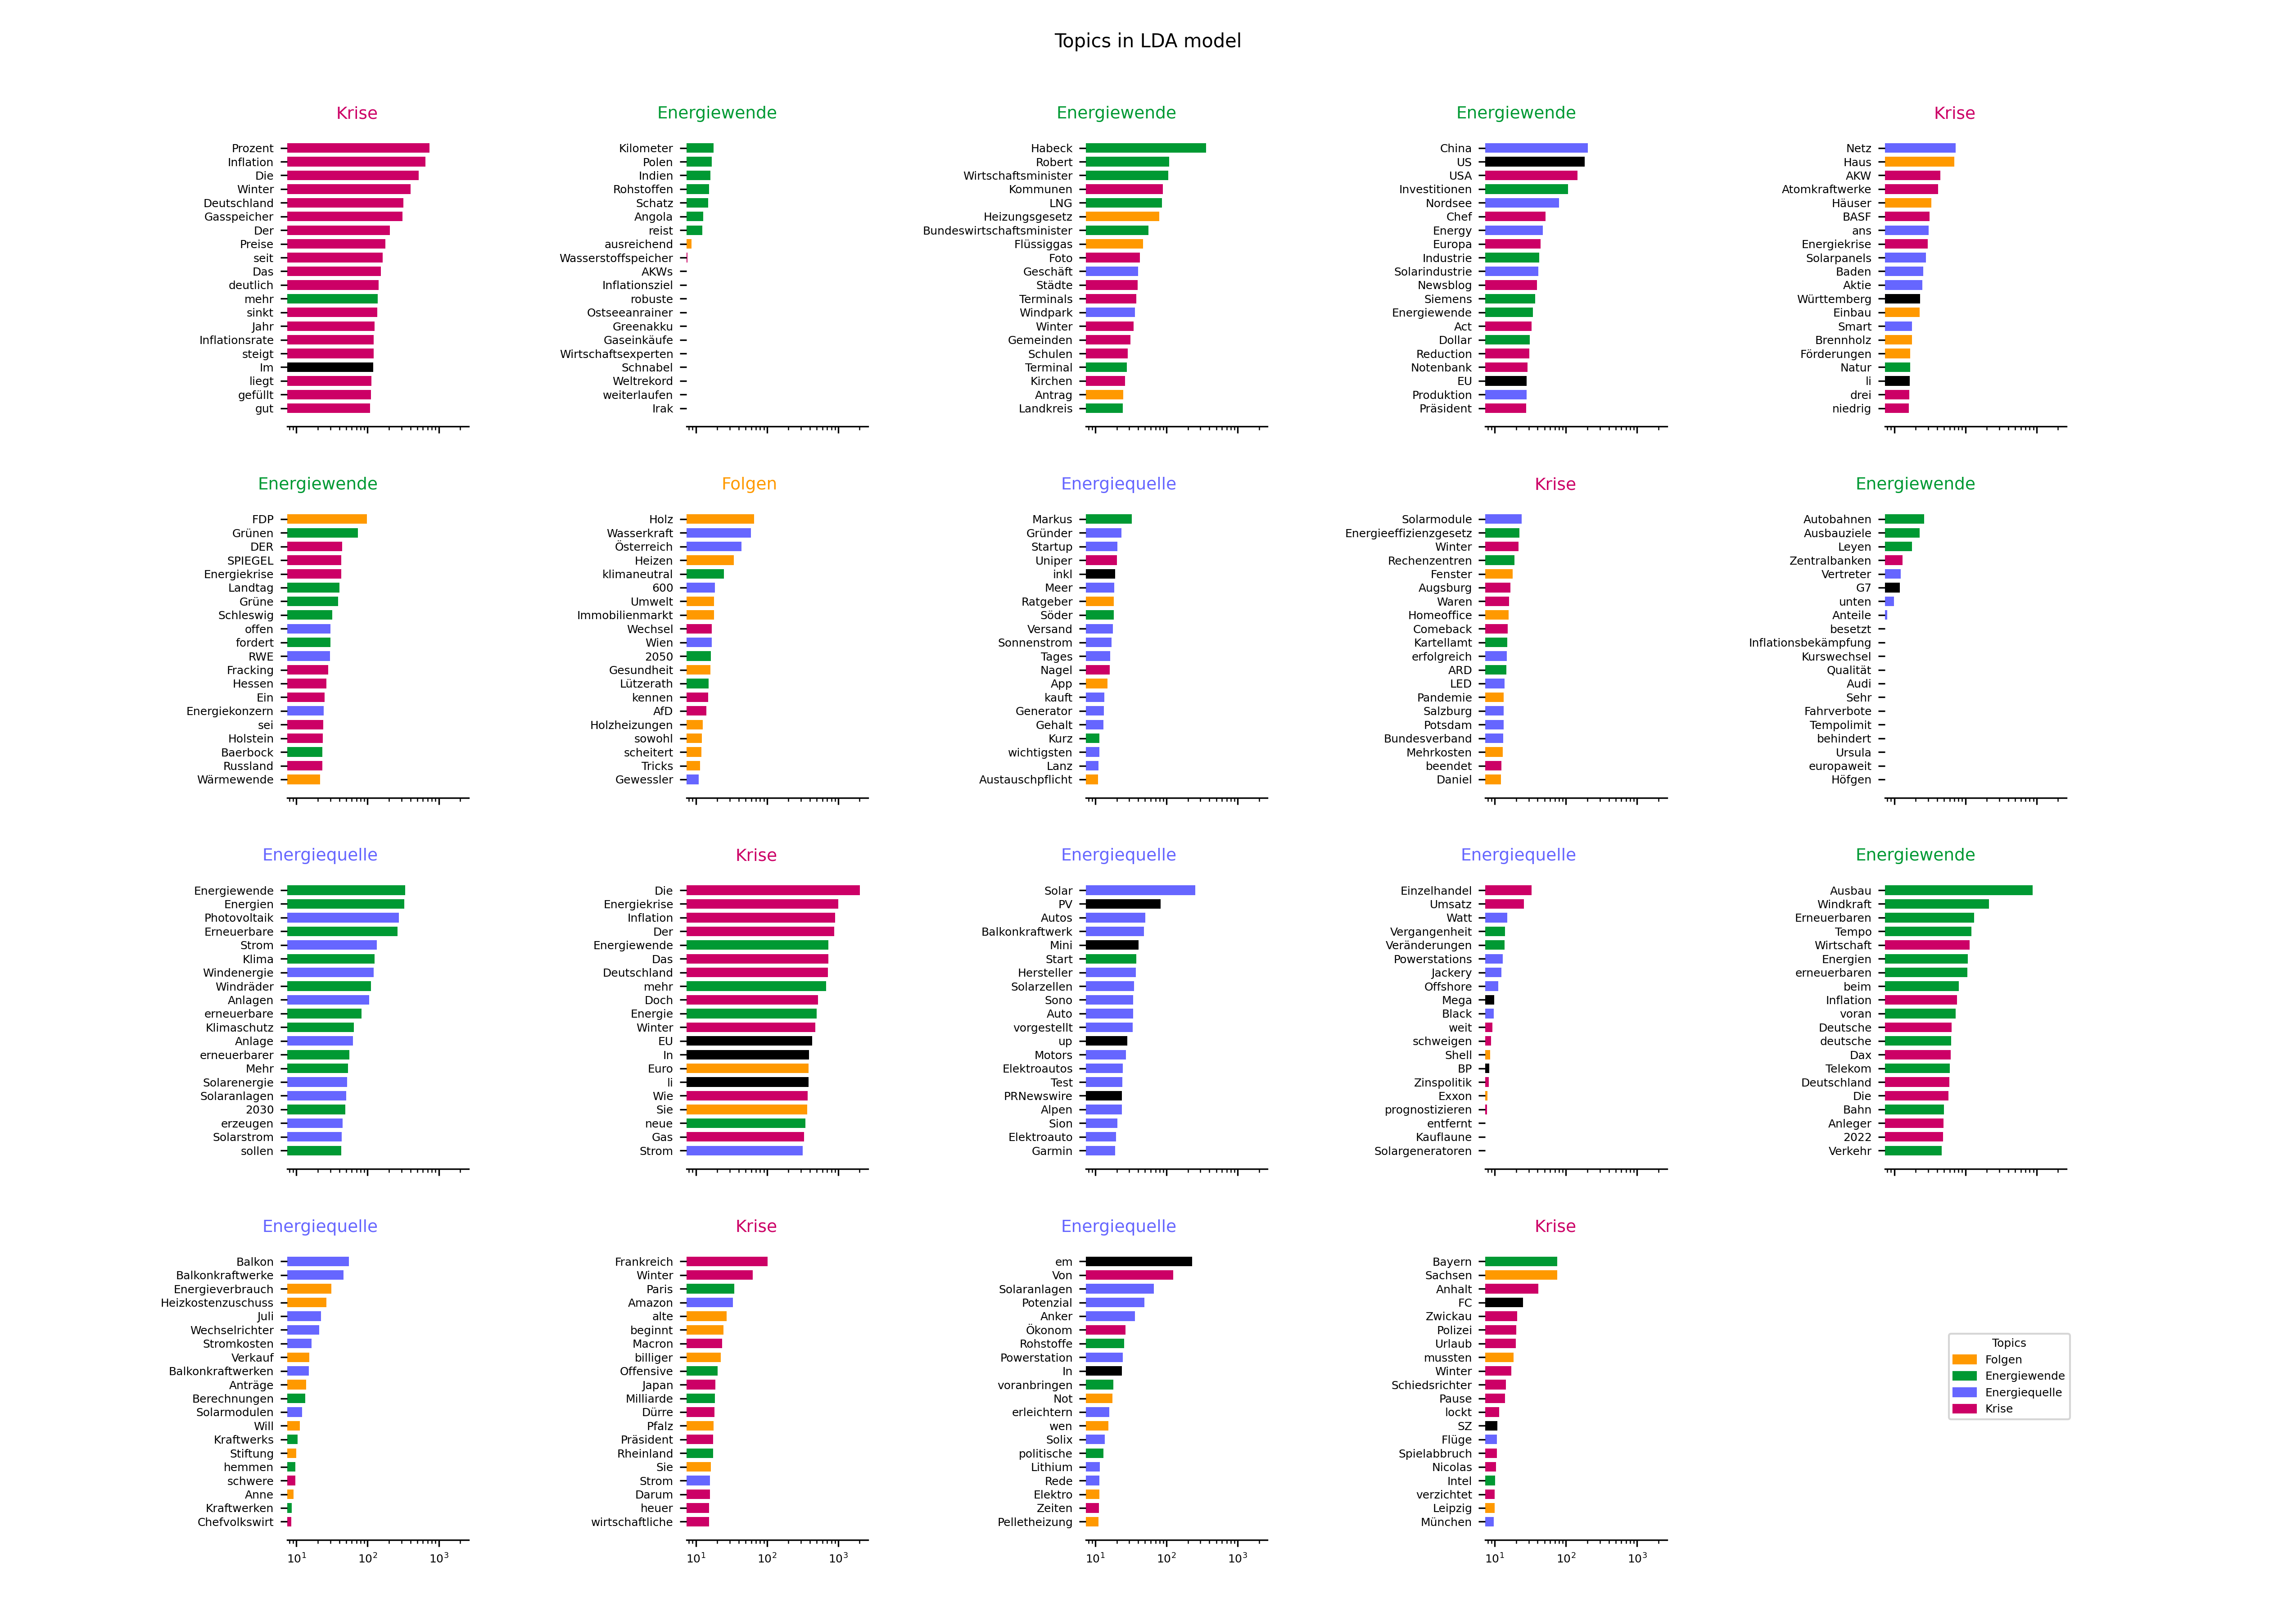 Topics in LDA model
Krise
Prozent
Inflation
Die
Winter
Deutschland
Gasspeicher
Der
Preise
seit
Das
deutlich
mehr
sinkt
Jahr
Inflationsrate
steigt
Im
liegt
gefüllt
gut
Energiewende
Kilometer
Polen
Indien
Rohstoffen
Schatz
Angola
reist
ausreichend
Wasserstoffspeicher
AKWs
Inflationsziel
robuste
Ostseeanrainer
Greenakku
Gaseinkäufe
Wirtschaftsexperten
Schnabel
Weltrekord
weiterlaufen
Irak
Energiewende
Habeck
Robert
Wirtschaftsminister
Kommunen
LNG
Heizungsgesetz
Bundeswirtschaftsminister
Flüssiggas
Foto
Geschäft
Städte
Terminals
Windpark
Winter
Gemeinden
Schulen
Terminal
Kirchen
Antrag
Landkreis
Energiewende
China
US
USA
Investitionen
Nordsee
Chef
Energy
Europa
Industrie
Solarindustrie
Newsblog
Siemens
Energiewende
Act
Dollar
Reduction
Notenbank
EU
Produktion
Präsident
Krise
Netz
Haus
AKW
Atomkraftwerke
Häuser
BASF
ans
Energiekrise
Solarpanels
Baden
Aktie
Württemberg
Einbau
Smart
Brennholz
Förderungen
Natur
li
drei
niedrig
Energiewende
FDP
Grünen
DER
SPIEGEL
Energiekrise
Landtag
Grüne
Schleswig
offen
fordert
RWE
Fracking
Hessen
Ein
Energiekonzern
sei
Holstein
Baerbock
Russland
Wärmewende
Folgen
Holz
Wasserkraft
Österreich
Heizen
klimaneutral
600
Umwelt
Immobilienmarkt
Wechsel
Wien
2050
Gesundheit
Lützerath
kennen
AfD
Holzheizungen
sowohl
scheitert
Tricks
Gewessler
Energiequelle
Markus
Gründer
Startup
Uniper
inkl
Meer
Ratgeber
Söder
Versand
Sonnenstrom
Tages
Nagel
App
kauft
Generator
Gehalt
Kurz
wichtigsten
Lanz
Austauschpflicht
Krise
Solarmodule
Energieeffizienzgesetz
Winter
Rechenzentren
Fenster
Augsburg
Waren
Homeoffice
Comeback
Kartellamt
erfolgreich
ARD
LED
Pandemie
Salzburg
Potsdam
Bundesverband
Mehrkosten
beendet
Daniel
Energiewende
Autobahnen
Ausbauziele
Leyen
Zentralbanken
Vertreter
G7
unten
Anteile
besetzt
Inflationsbekämpfung
Kurswechsel
Qualität
Audi
Sehr
Fahrverbote
Tempolimit
behindert
Ursula
europaweit
Höfgen
Energiequelle
Energiewende
Energien
Photovoltaik
Erneuerbare
Strom
Klima
Windenergie
Windräder
Anlagen
erneuerbare
Klimaschutz
Anlage
erneuerbarer
Mehr
Solarenergie
Solaranlagen
2030
erzeugen
Solarstrom
sollen
Krise
Die
Energiekrise
Inflation
Der
Energiewende
Das
Deutschland
mehr
Doch
Energie
Winter
EU
In
Euro
li
Wie
Sie
neue
Gas
Strom
Energiequelle
Solar
PV
Autos
Balkonkraftwerk
Mini
Start
Hersteller
Solarzellen
Sono
Auto
vorgestellt
up
Motors
Elektroautos
Test
PRNewswire
Alpen
Sion
Elektroauto
Garmin
Energiequelle
Einzelhandel
Umsatz
Watt
Vergangenheit
Veränderungen
Powerstations
Jackery
Offshore
Mega
Black
weit
schweigen
Shell
BP
Zinspolitik
Exxon
prognostizieren
entfernt
Kauflaune
Solargeneratoren
Energiewende
Ausbau
Windkraft
Erneuerbaren
Tempo
Wirtschaft
Energien
erneuerbaren
beim
Inflation
voran
Deutsche
deutsche
Dax
Telekom
Deutschland
Die
Bahn
Anleger
2022
Verkehr
Energiequelle
Balkon
Balkonkraftwerke
Energieverbrauch
Heizkostenzuschuss
Juli
Wechselrichter
Stromkosten
Verkauf
Balkonkraftwerken
Anträge
Berechnungen
Solarmodulen
Will
Kraftwerks
Stiftung
hemmen
schwere
Anne
Kraftwerken
Chefvolkswirt
10¹ 10² 10³
Krise
Frankreich
Winter
Paris
Amazon
alte
beginnt
Macron
billiger
Offensive
Japan
Milliarde
Dürre
Pfalz
Präsident
Rheinland
Sie
Strom
Darum
heuer
wirtschaftliche
10¹ 10² 10³
Energiequelle
em
Von
Solaranlagen
Potenzial
Anker
Ökonom
Rohstoffe
Powerstation
In
voranbringen
Not
erleichtern
wen
Solix
politische
Lithium
Rede
Elektro
Zeiten
Pelletheizung
10¹ 10² 10³
Krise
Bayern
Sachsen
Anhalt
FC
Zwickau
Polizei
Urlaub
mussten
Winter
Schiedsrichter
Pause
lockt
SZ
Flüge
Spielabbruch
Nicolas
Intel
verzichtet
Leipzig
München
10¹ 10² 10³
Topics
Folgen
Energiewende
Energiequelle
Krise